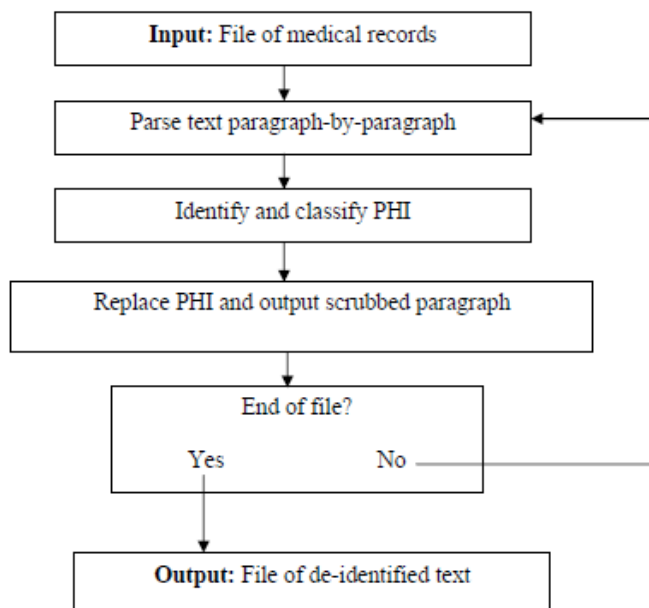 Input: File of medical records
Parse text paragraph-by-paragraph
Identify and classify PHI
Replace PHI and output scrubbed paragraph
End of file?
Yes No
Output: File of de-identified text